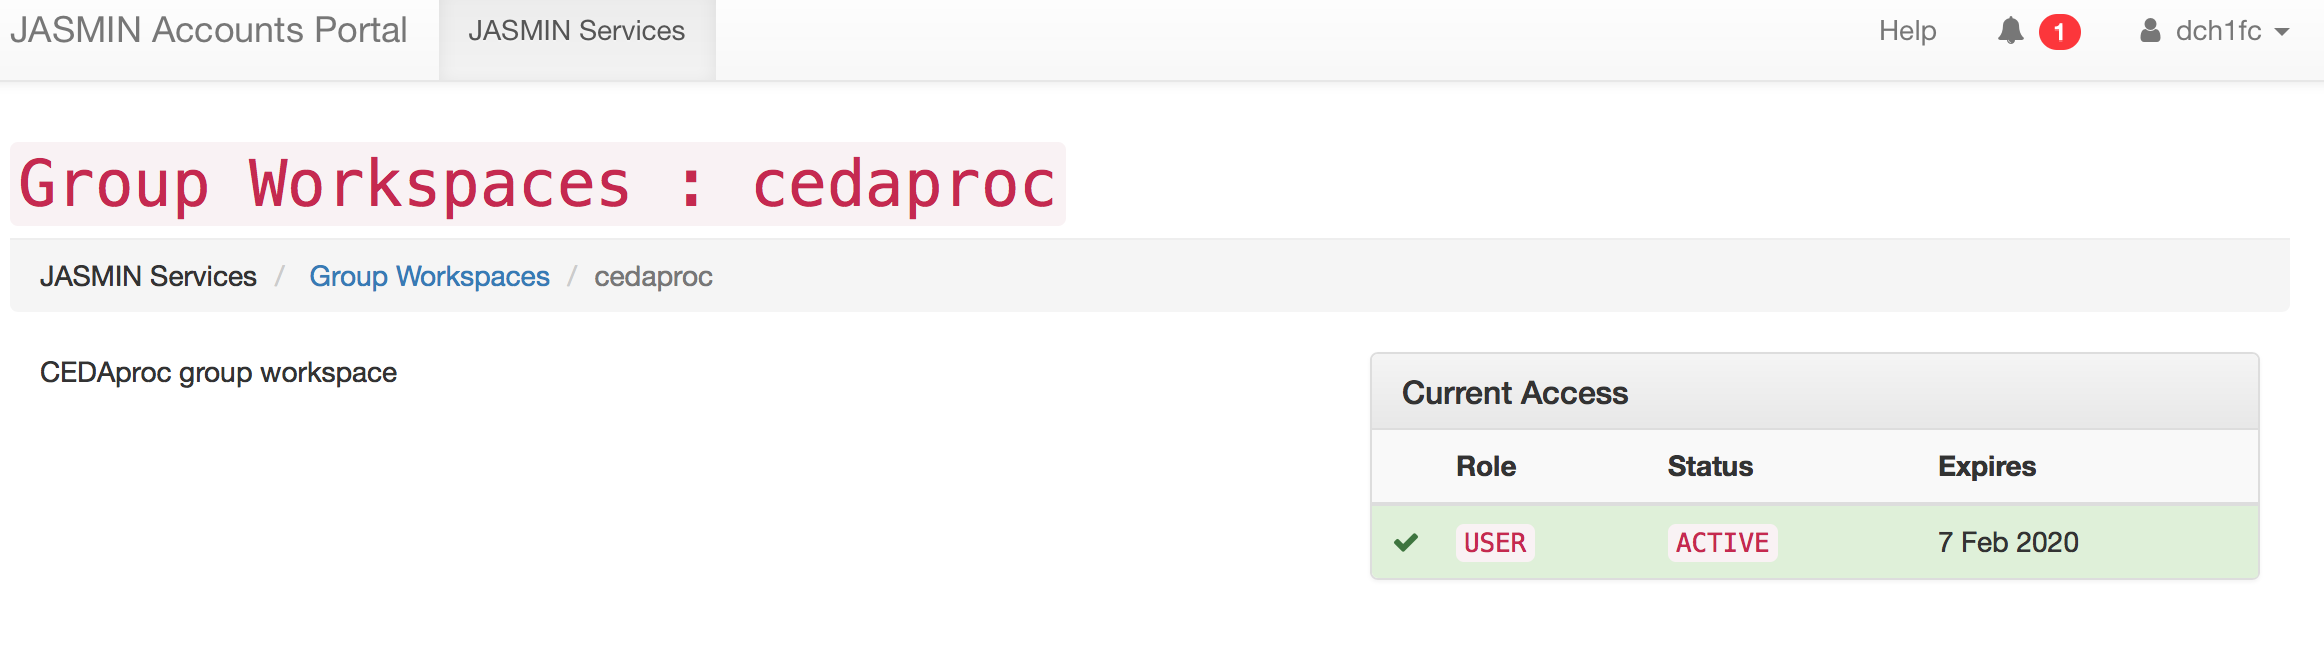 JASMIN Accounts Portal JASMIN Services Help 1 dch1fc
Group Workspaces : cedaproc
JASMIN Services / Group Workspaces / cedaproc
CEDAproc group workspace
Current Access
Role Status Expires
USER ACTIVE 7 Feb 2020